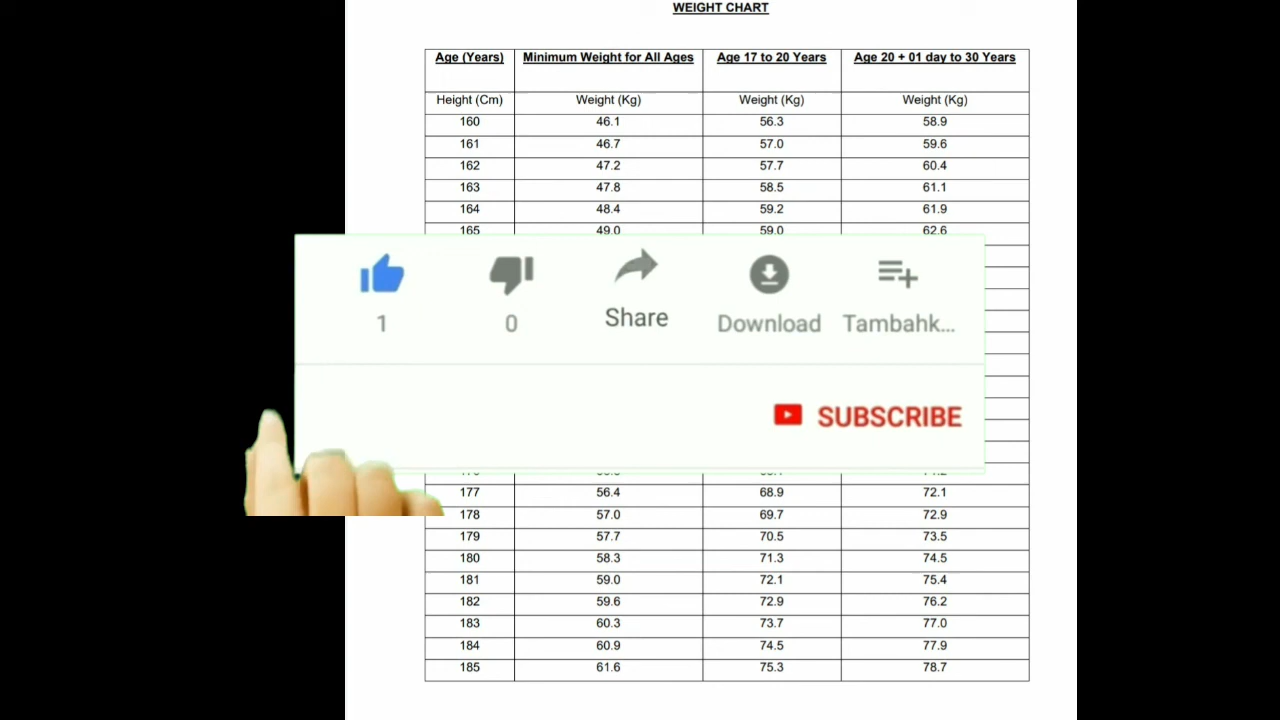 WEIGHT CHART
Age (Years) Minimum Weight for All Ages Age 17 to 20 Years Age 20 + 01 day to 30 Years
Height (Cm) Weight (Kg) Weight (Kg) Weight (Kg)
160 46.1 56.3 58.9
161 46.7 57.0 59.6
162 47.2 57.7 60.4
163 47.8 58.5 61.1
164 48.4 59.2 61.9
165 49.0 59.0 62.6
1 0 Share Download Tambahk...
SUBSCRIBE
177 56.4 68.9 72.1
178 57.0 69.7 72.9
179 57.7 70.5 73.5
180 58.3 71.3 74.5
181 59.0 72.1 75.4
182 59.6 72.9 76.2
183 60.3 73.7 77.0
184 60.9 74.5 77.9
185 61.6 75.3 78.7